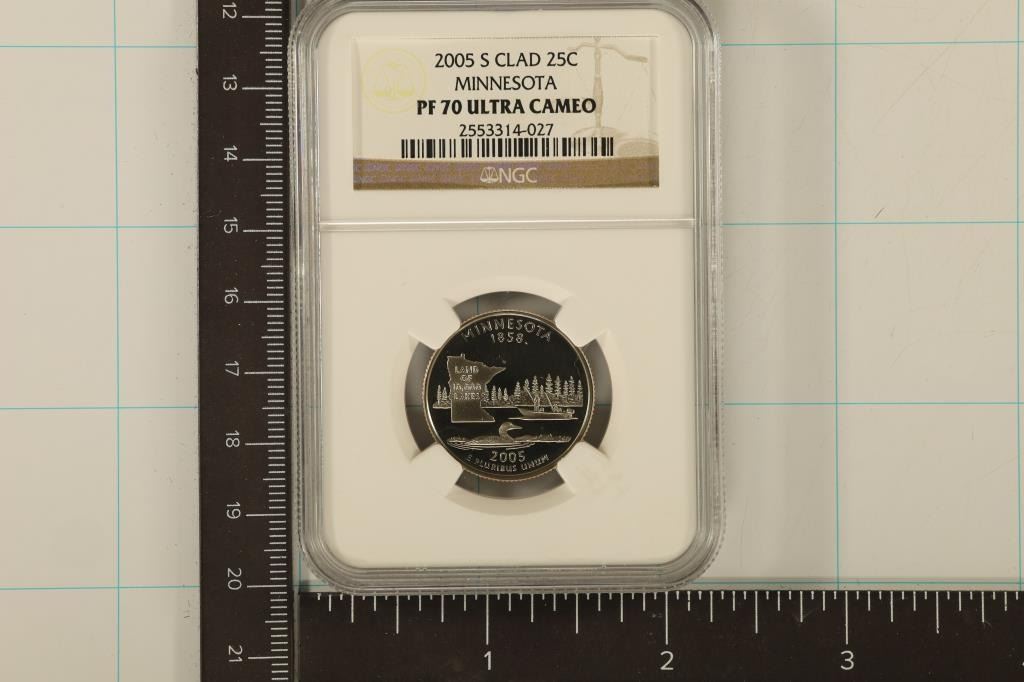 2005 S CLAD 25C
MINNESOTA
PF 70 ULTRA CAMEO
2553314-027
NGC
MINNESOTA
1858
LAND
OF
10,000
LAKES
2005
E PLURIBUS UNUM
12
13
14
15
16
17
18
19
20
21
1 2 3